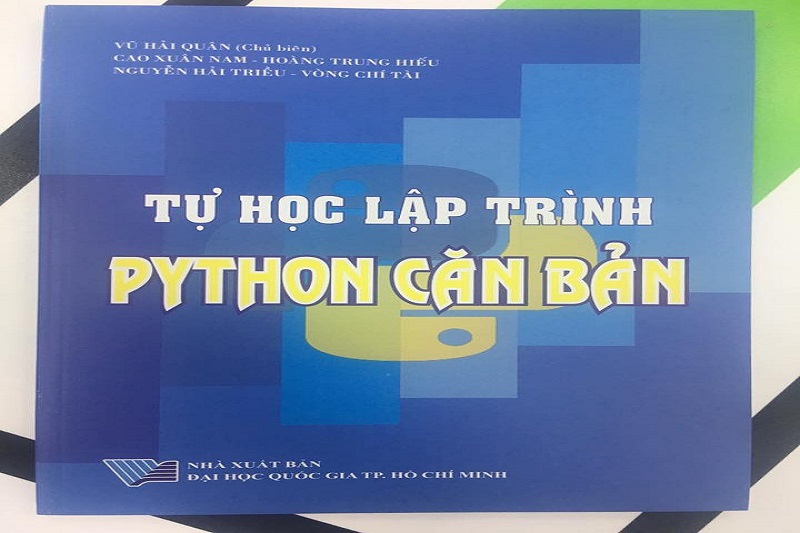 VŨ HẢI QUÂN (Chủ biên)
CAO XUÂN NAM - HOÀNG TRUNG HIẾU
NGUYỄN HẢI TRIỀU - VÒNG CHÍ TÀI
TỰ HỌC LẬP TRÌNH
PYTHON CĂN BẢN
NHÀ XUẤT BẢN
ĐẠI HỌC QUỐC GIA TP. HỒ CHÍ MINH